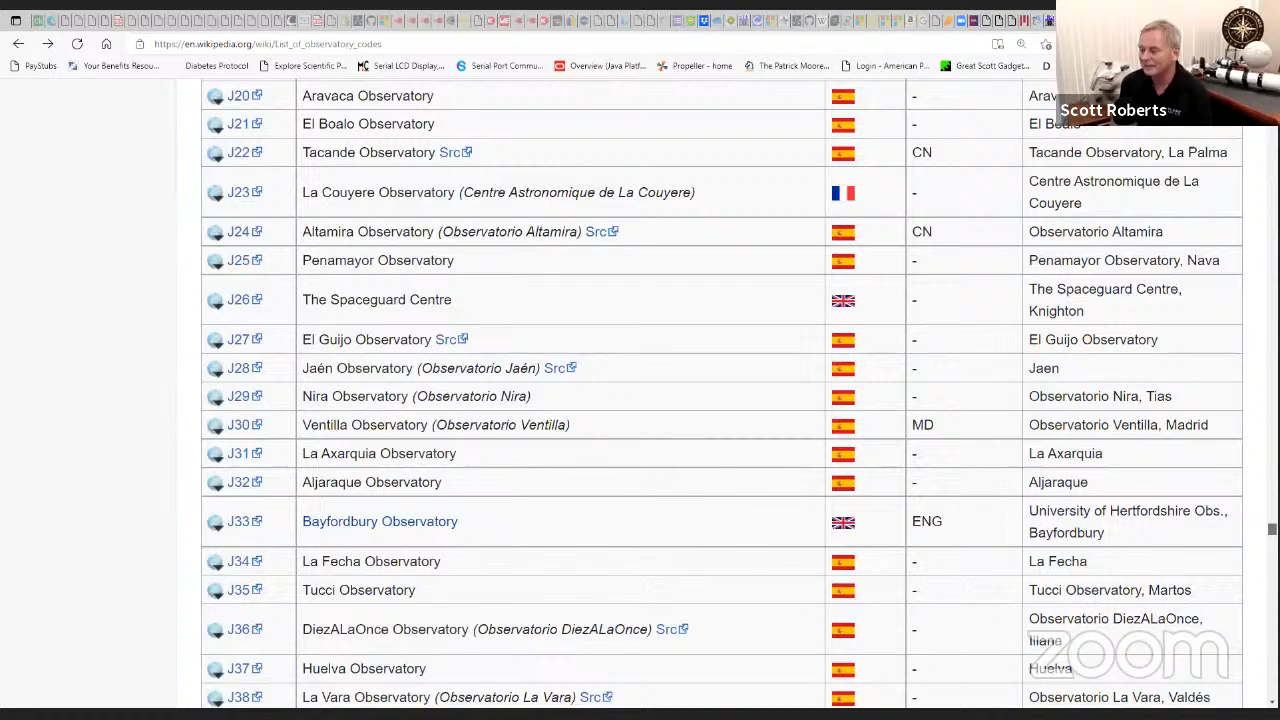 https://en.wikipedia.org/wiki/List_of_observatory_codes
PayStubs Your Benefits Resou... Diabetes Protocol Explore Scientific P... Serial LCD Display,... Serial Port Commu... Overview (Java Platf... Propeller - home The Patrick Moore... Login - American P... Great Scott Gadget... D
Scott Roberts
J20 Aravaca Observatory - Arav
J21 El Boalo Observatory - El Boalo
J22 Tacande Observatory Src CN Tacande Observatory, La Palma
J23 La Couyere Observatory (Centre Astronomique de La Couyere) - Centre Astronomique de La
Couyere
J24 Altamira Observatory (Observatorio Altamira) Src CN Observatorio Altamira
J25 Penamayor Observatory - Penamayor Observatory, Nava
J26 The Spaceguard Centre - The Spaceguard Centre,
Knighton
J27 El Guijo Observatory Src - El Guijo Observatory
J28 Jaén Observatory (Observatorio Jaén) Src - Jaen
J29 Nira Observatory (Observatorio Nira) - Observatorio Nira, Tias
J30 Ventilla Observatory (Observatorio Ventilla) MD Observatorio Ventilla, Madrid
J31 La Axarquia Observatory - La Axarquia
J32 Aljaraque Observatory - Aljaraque
J33 Bayfordbury Observatory ENG University of Hertfordshire Obs.,
Bayfordbury
J34 La Fecha Observatory - La Fecha
J35 Tucci Observatory - Tucci Observatory, Martos
J36 DiezALaOnce Observatory (Observatorio DiezALaOnce) Src - Observatorio DiezALaOnce,
Illana
J37 Huelva Observatory - Huelva
J38 La Vara Observatory (Observatorio La Vara) Src - Observatorio La Vara, Valdés
zoom